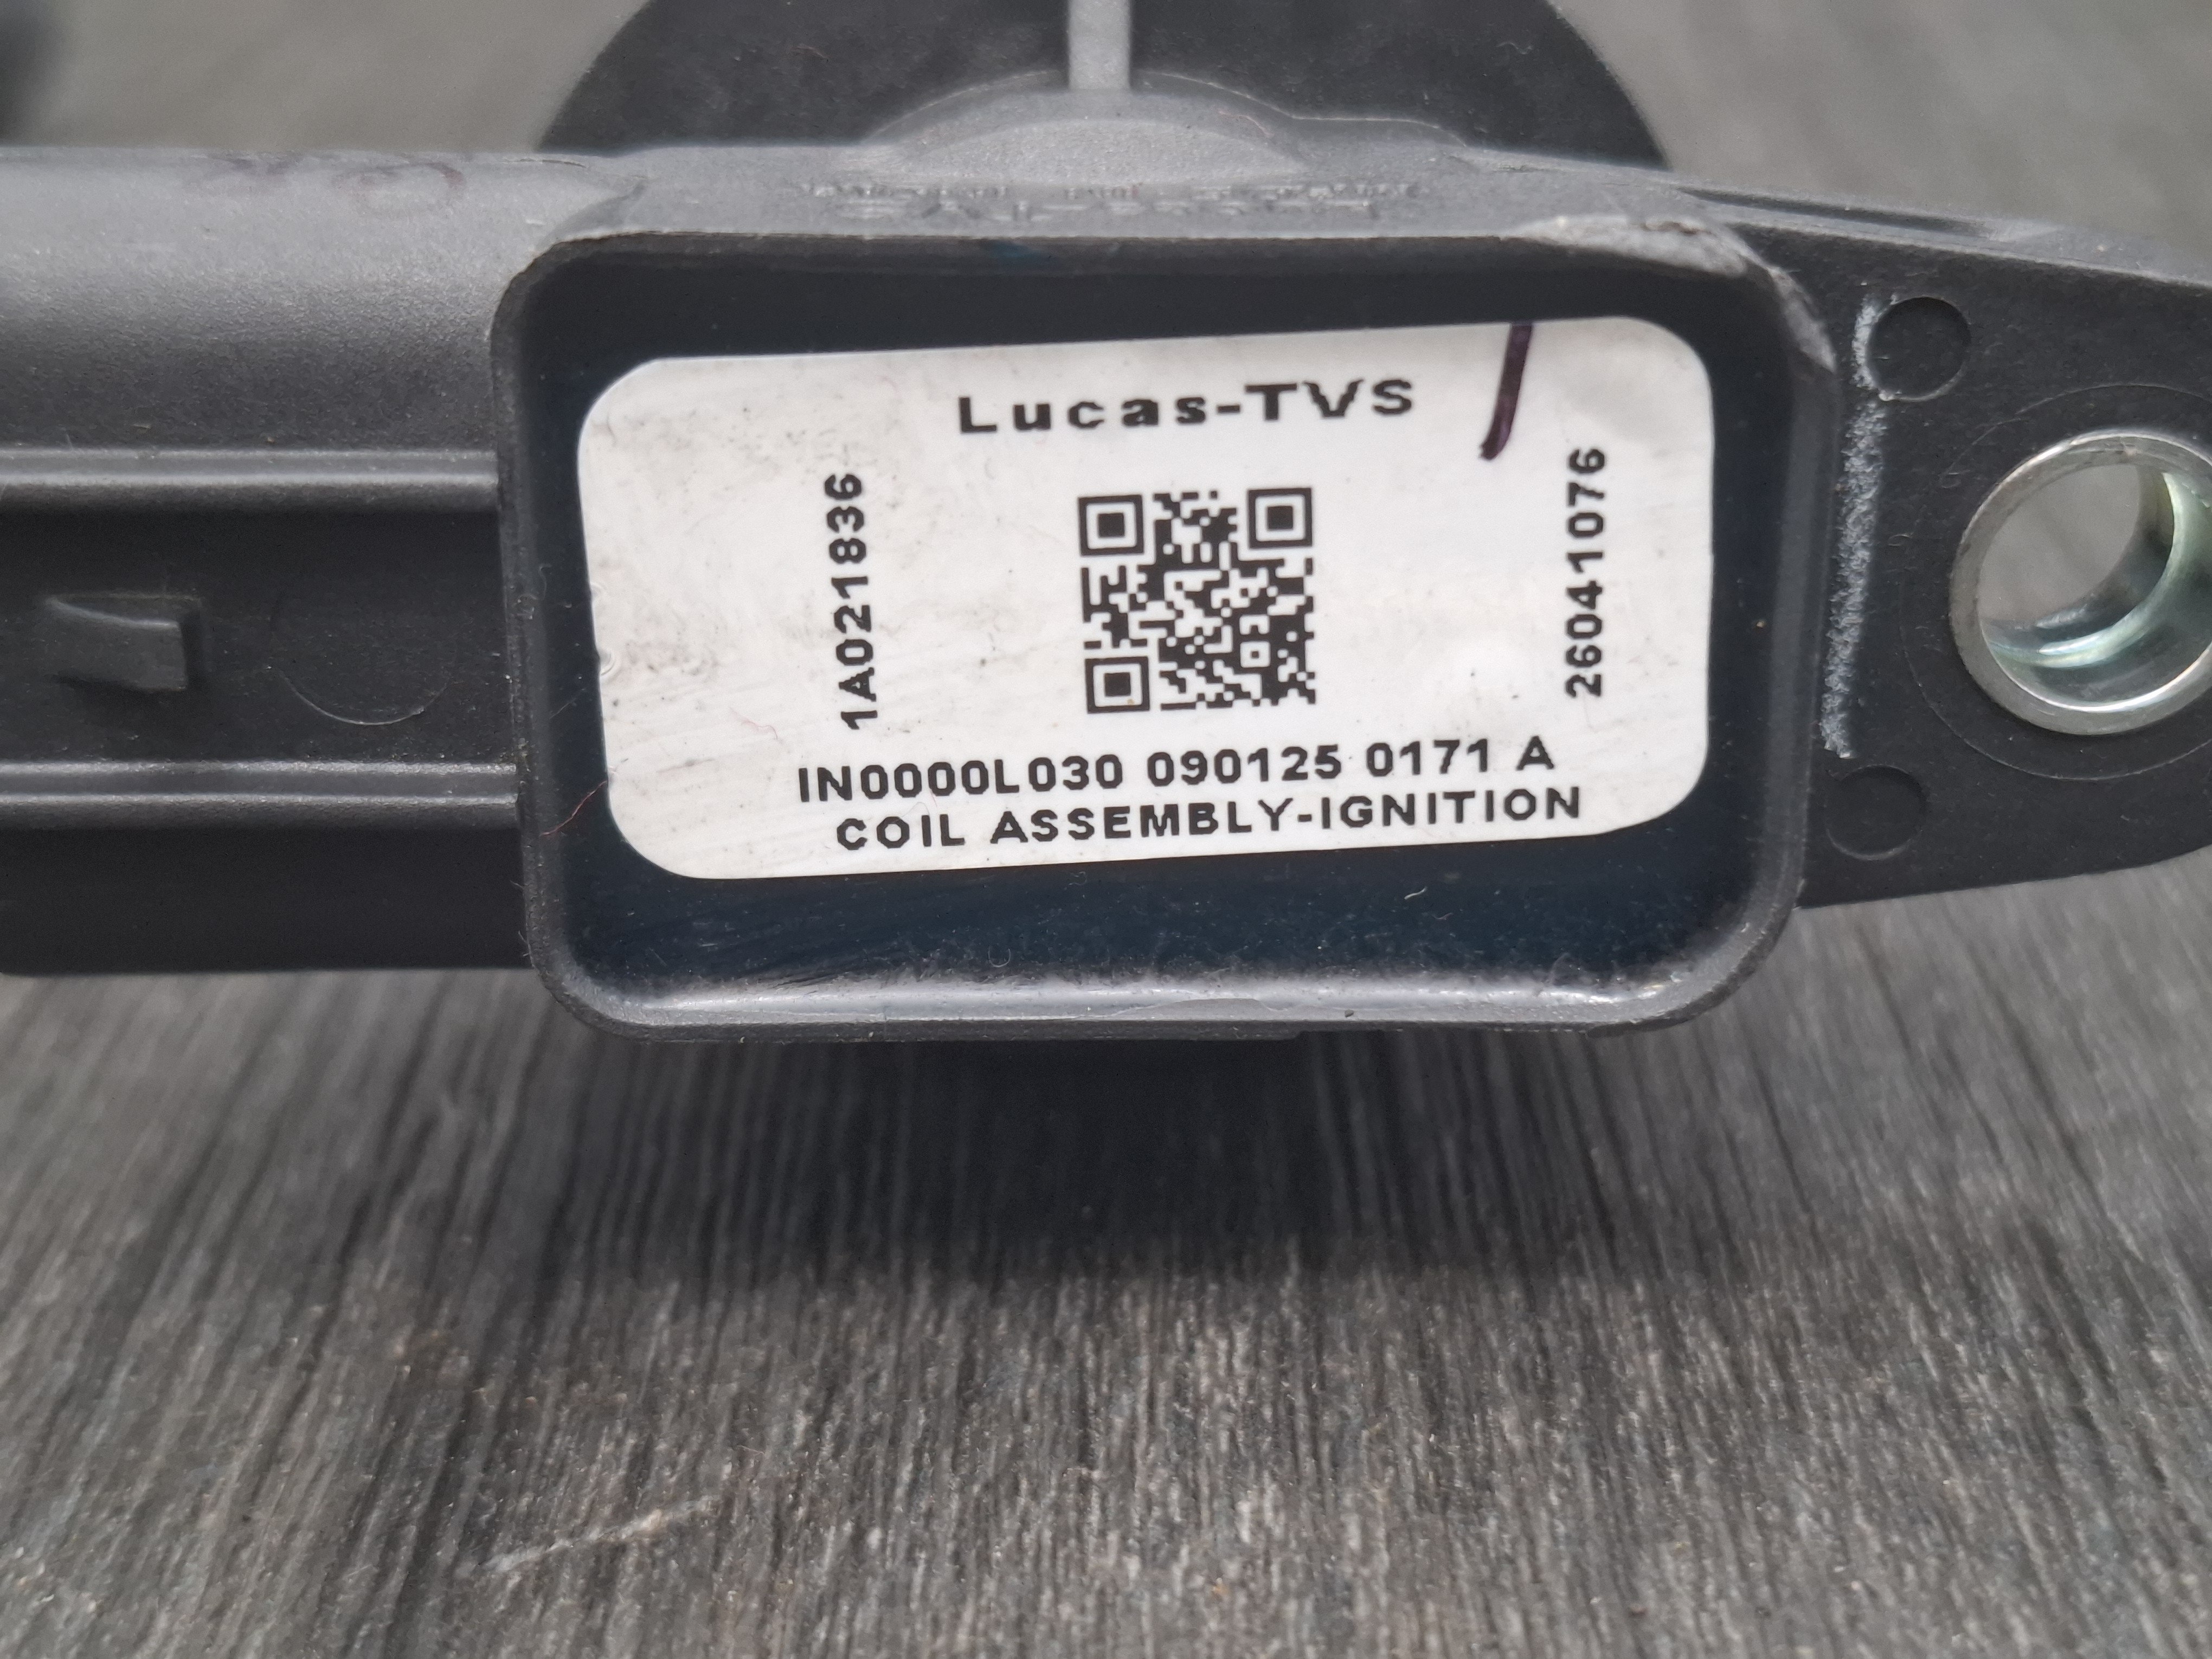 Lucas-TVS
1A021836
26041076
IN0000L030 090125 0171 A
COIL ASSEMBLY-IGNITION